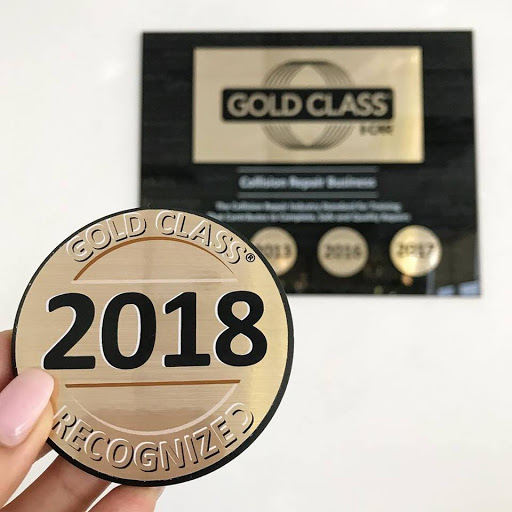 GOLD CLASS®
2018
RECOGNIZED
GOLD CLASS
I-CAR
Collision Repair Business
The Collision Repair Industry Standard for Training
That Contributes to Complete, Safe and Quality Repairs
2016
2017